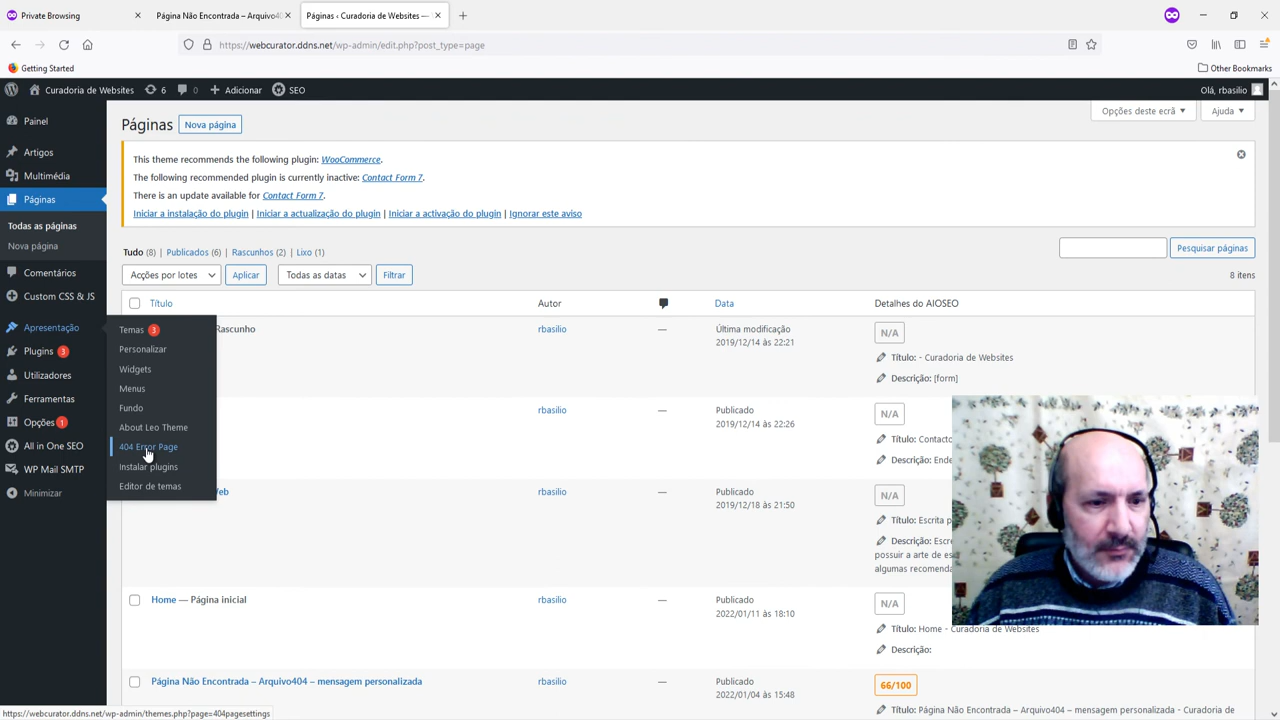 Private Browsing
Página Não Encontrada – Arquivo40
Páginas ‹ Curadoria de Websites —
https://webcurator.ddns.net/wp-admin/edit.php?post_type=page
Getting Started
Other Bookmarks
Curadoria de Websites
6
0
Adicionar
SEO
Olá, rbasilio
Painel
Artigos
Multimédia
Páginas
Todas as páginas
Nova página
Comentários
Custom CSS & JS
Apresentação
Plugins 3
Utilizadores
Ferramentas
Opções 1
All in One SEO
WP Mail SMTP
Minimizar
Temas 3
Personalizar
Widgets
Menus
Fundo
About Leo Theme
404 Error Page
Instalar plugins
Editor de temas
Páginas
Nova página
Opções deste ecrã
Ajuda
This theme recommends the following plugin: WooCommerce.
The following recommended plugin is currently inactive: Contact Form 7.
There is an update available for Contact Form 7.
Iniciar a instalação do plugin | Iniciar a actualização do plugin | Iniciar a activação do plugin | Ignorar este aviso
Tudo (8) | Publicados (6) | Rascunhos (2) | Lixo (1)
Pesquisar páginas
Acções por lotes
Aplicar
Todas as datas
Filtrar
8 itens
Título
Autor
Data
Detalhes do AIOSEO
Rascunho
rbasilio
—
Última modificação
2019/12/14 às 22:21
N/A
Título: - Curadoria de Websites
Descrição: [form]
rbasilio
—
Publicado
2019/12/14 às 22:26
N/A
Título: Contacto
Descrição: Ende
eb
rbasilio
—
Publicado
2019/12/18 às 21:50
N/A
Título: Escrita p
Descrição: Escre
possuir a arte de es
algumas recomenda
Home — Página inicial
rbasilio
—
Publicado
2022/01/11 às 18:10
N/A
Título: Home - Curadoria de Websites
Descrição:
Página Não Encontrada – Arquivo404 – mensagem personalizada
rbasilio
—
Publicado
2022/01/04 às 15:48
66/100
Título: Página Não Encontrada – Arquivo404 – mensagem personalizada - Curadoria de
https://webcurator.ddns.net/wp-admin/themes.php?page=404pagesettings